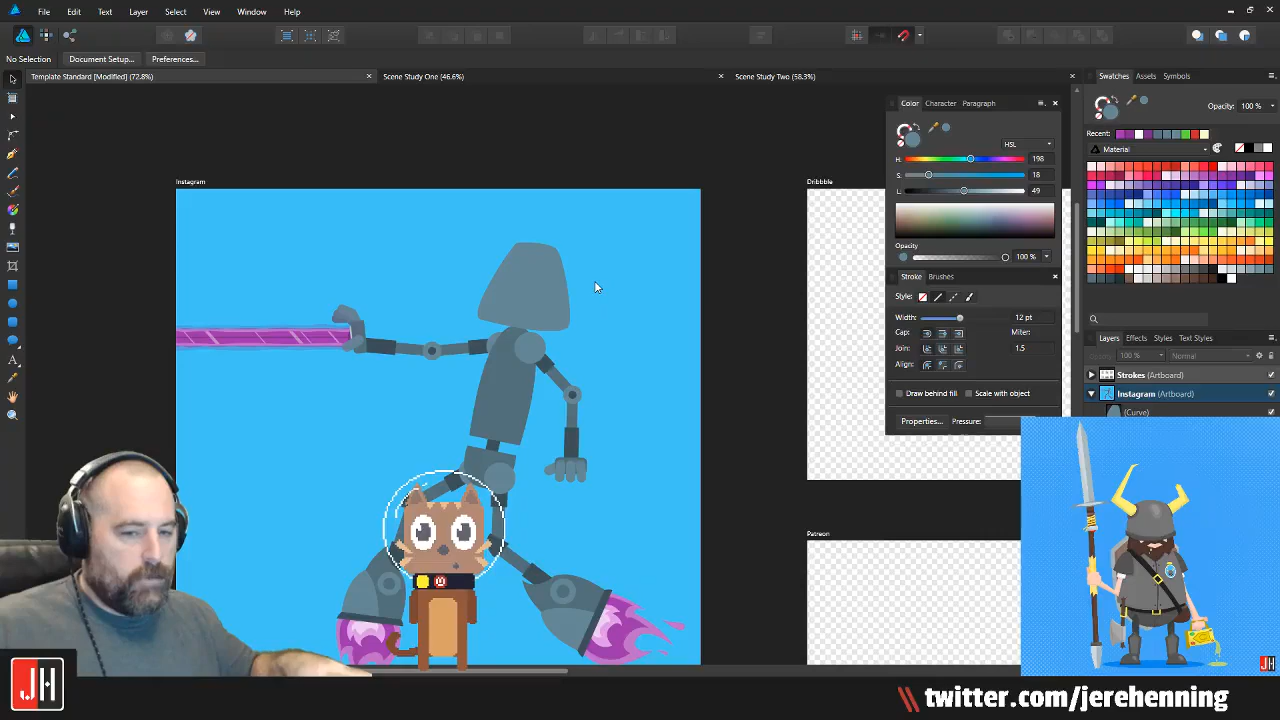 File Edit Text Layer Select View Window Help
No Selection Document Setup... Preferences...
Template Standard [Modified] (72.8%) × Scene Study One (46.6%) × Scene Study Two (58.3%) ×
Swatches Assets Symbols
Opacity: 100 %
Recent:
Material
Color Character Paragraph
HSL
H: 198
S: 18
L: 49
Opacity
100 %
Stroke Brushes
Style:
Width: 12 pt
Cap: Miter:
Join: 1.5
Align:
Draw behind fill Scale with object
Properties... Pressure:
Layers Effects Styles Text Styles
Opacity: 100 % Normal
Strokes (Artboard)
Instagram (Artboard)
(Curve)
Instagram
Dribbble
Patreon
JH
JH
twitter.com/jerehenning